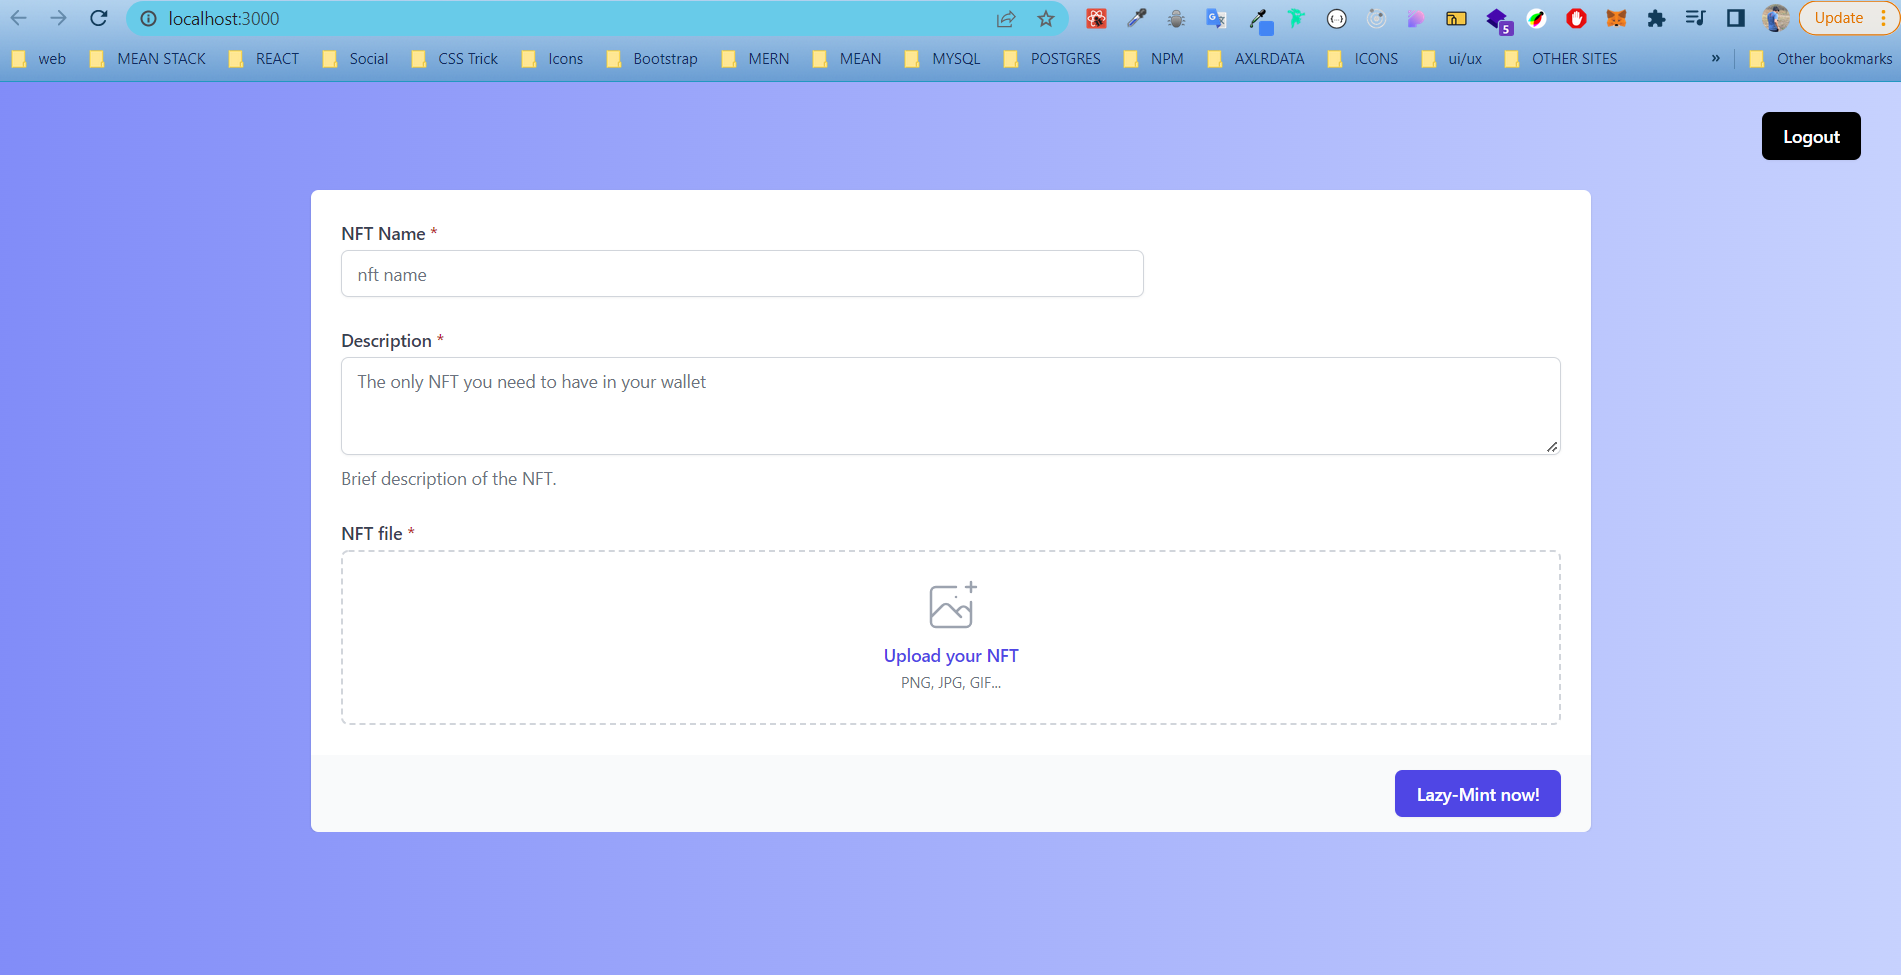 localhost:3000
5
Update
web MEAN STACK REACT Social CSS Trick Icons Bootstrap MERN MEAN MYSQL POSTGRES NPM AXLRDATA ICONS ui/ux OTHER SITES » Other bookmarks
Logout
NFT Name *
nft name
Description *
The only NFT you need to have in your wallet
Brief description of the NFT.
NFT file *
Upload your NFT
PNG, JPG, GIF...
Lazy-Mint now!